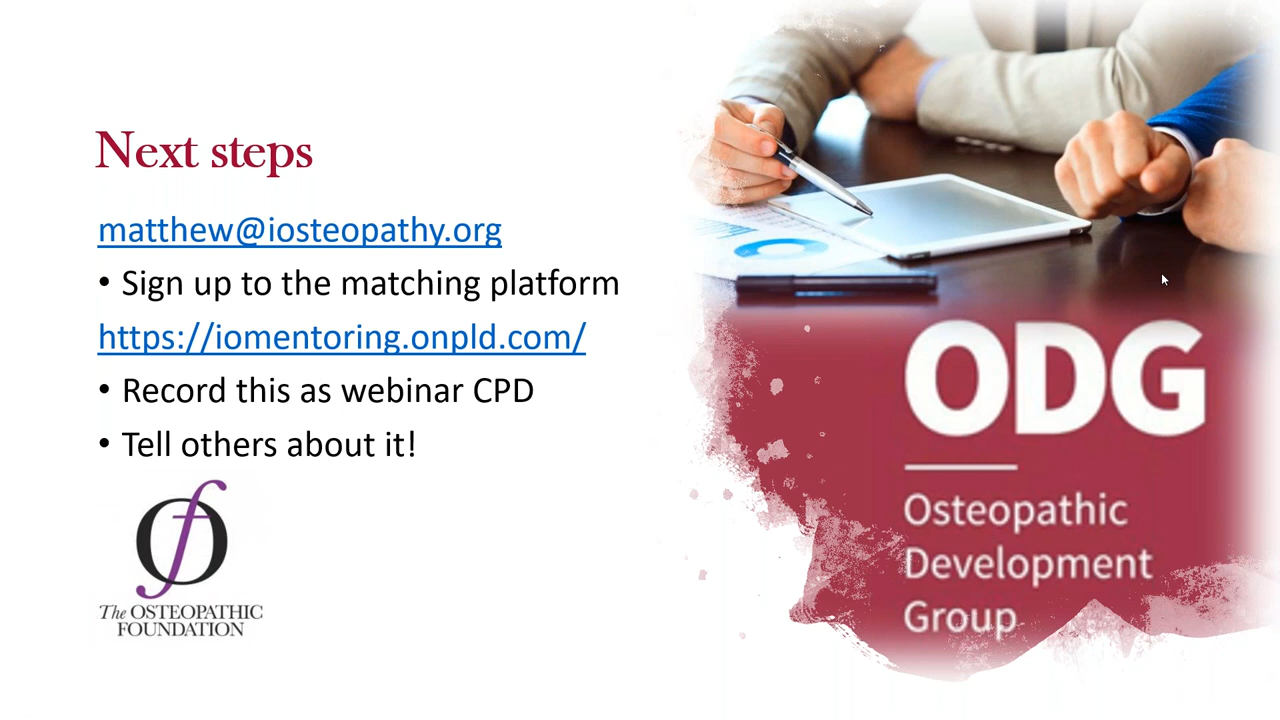 Next steps
matthew@iosteopathy.org
• Sign up to the matching platform
https://iomentoring.onpld.com/
• Record this as webinar CPD
• Tell others about it!
The OSTEOPATHIC
FOUNDATION
ODG
Osteopathic
Development
Group